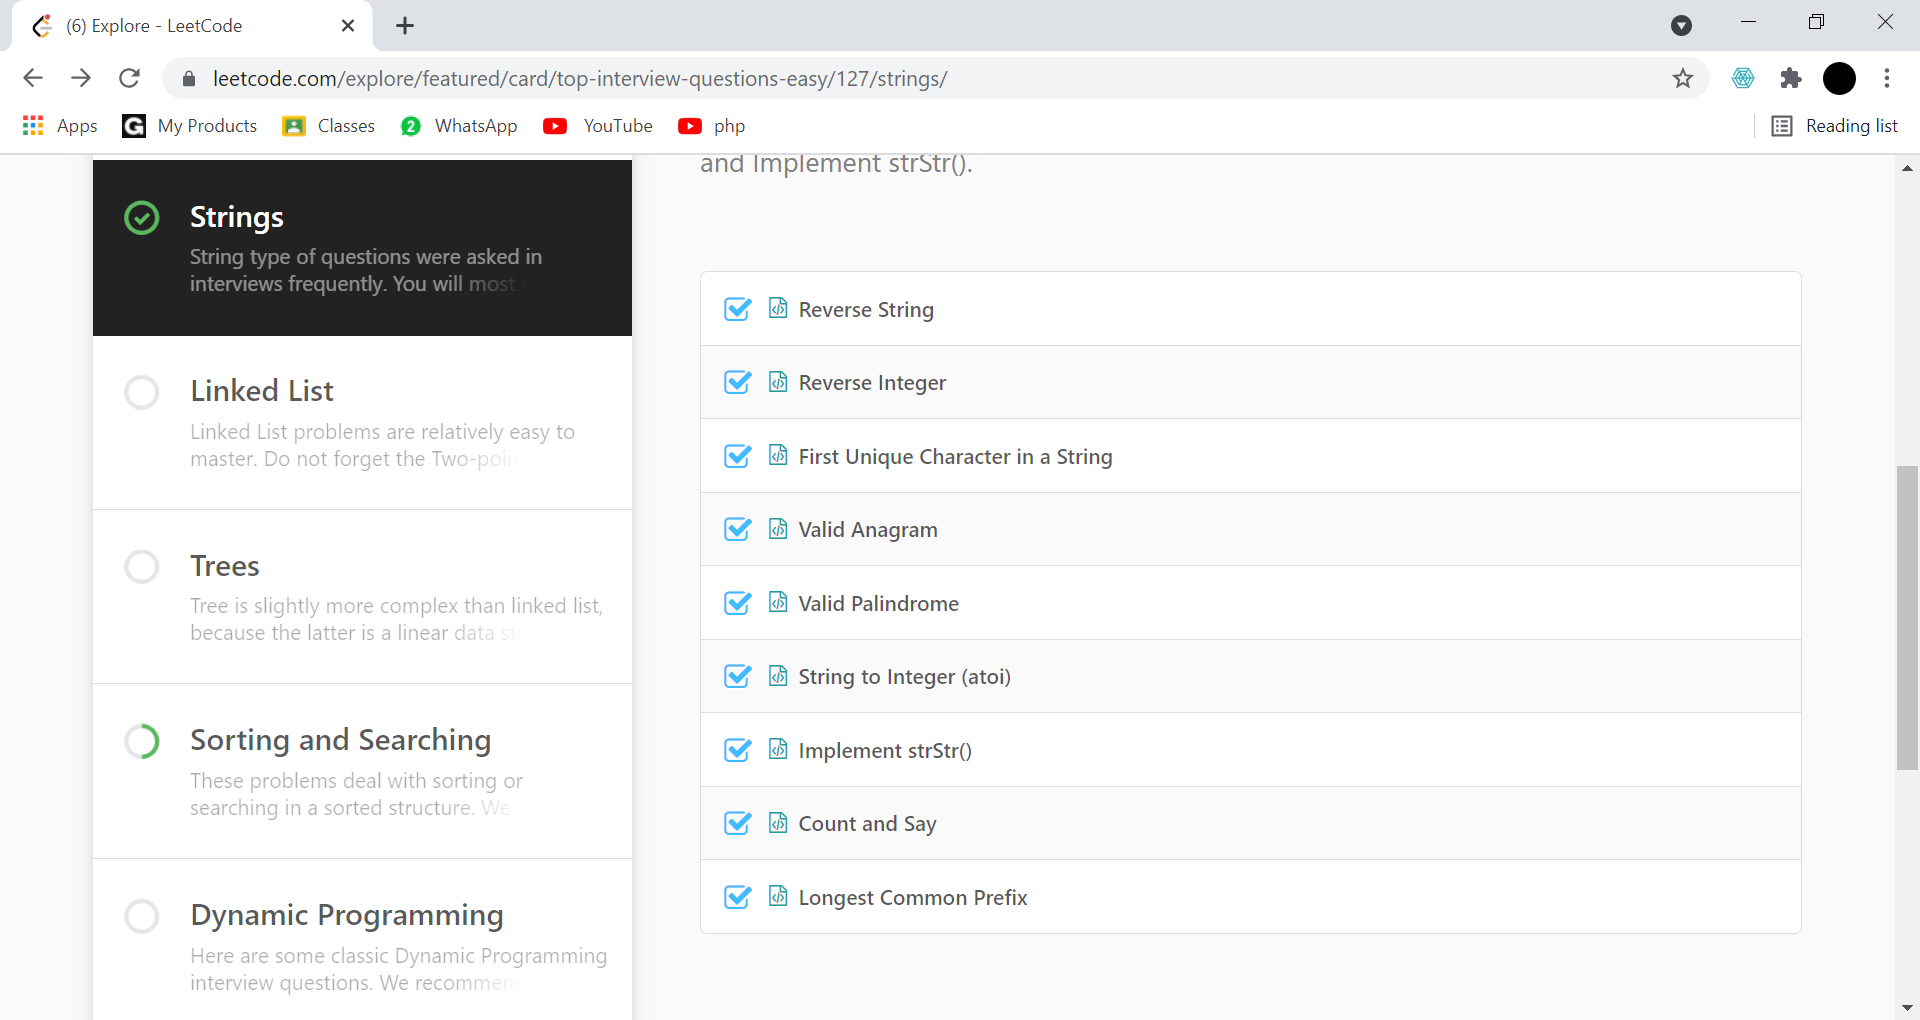 (6) Explore - LeetCode
leetcode.com/explore/featured/card/top-interview-questions-easy/127/strings/
Apps G My Products Classes 2 WhatsApp YouTube php Reading list
and Implement strStr().
Strings
String type of questions were asked in
interviews frequently. You will most
Linked List
Linked List problems are relatively easy to
master. Do not forget the Two-poin
Trees
Tree is slightly more complex than linked list,
because the latter is a linear data st
Sorting and Searching
These problems deal with sorting or
searching in a sorted structure. We
Dynamic Programming
Here are some classic Dynamic Programming
interview questions. We recommen
Reverse String
Reverse Integer
First Unique Character in a String
Valid Anagram
Valid Palindrome
String to Integer (atoi)
Implement strStr()
Count and Say
Longest Common Prefix